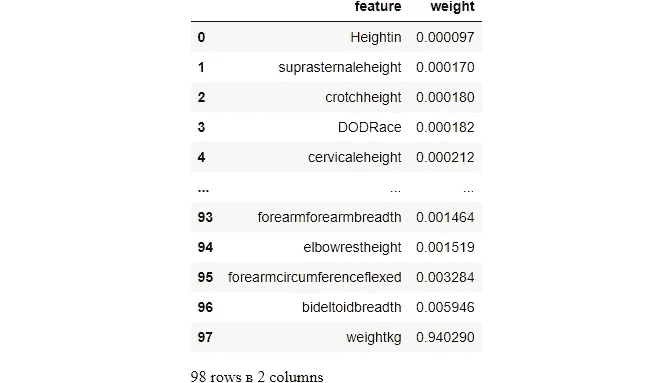 feature weight
0 Heightin 0.000097
1 suprasternaleheight 0.000170
2 crotchheight 0.000180
3 DODRace 0.000182
4 cervicaleheight 0.000212
... ... ...
93 forearmforearmbreadth 0.001464
94 elbowrestheight 0.001519
95 forearmcircumferenceflexed 0.003284
96 bideltoidbreadth 0.005946
97 weightkg 0.940290
98 rows в 2 columns